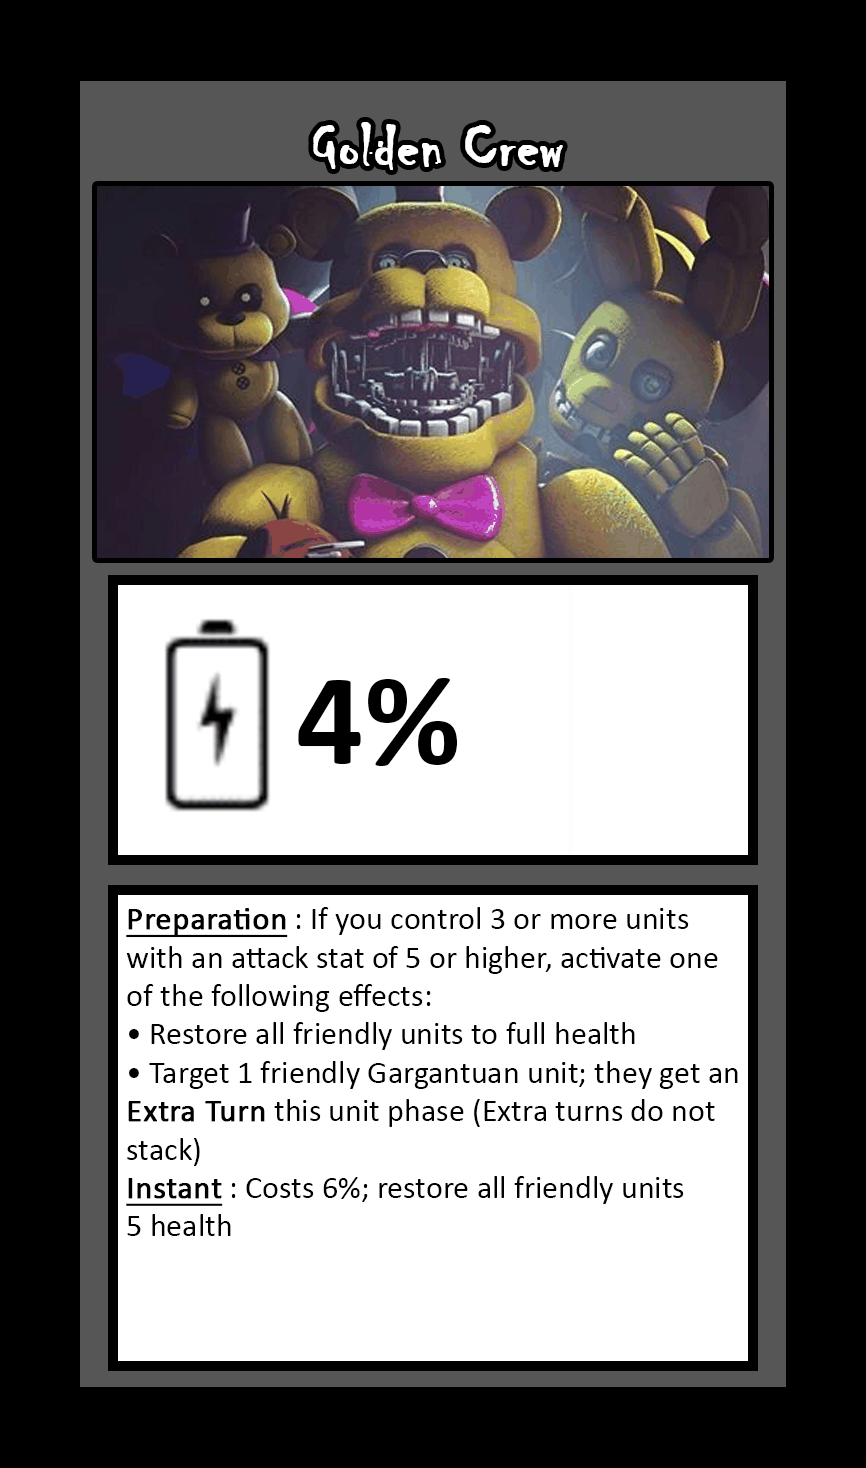 Golden Crew
4%
Preparation : If you control 3 or more units
with an attack stat of 5 or higher, activate one
of the following effects:
• Restore all friendly units to full health
• Target 1 friendly Gargantuan unit; they get an
Extra Turn this unit phase (Extra turns do not
stack)
Instant : Costs 6%; restore all friendly units
5 health